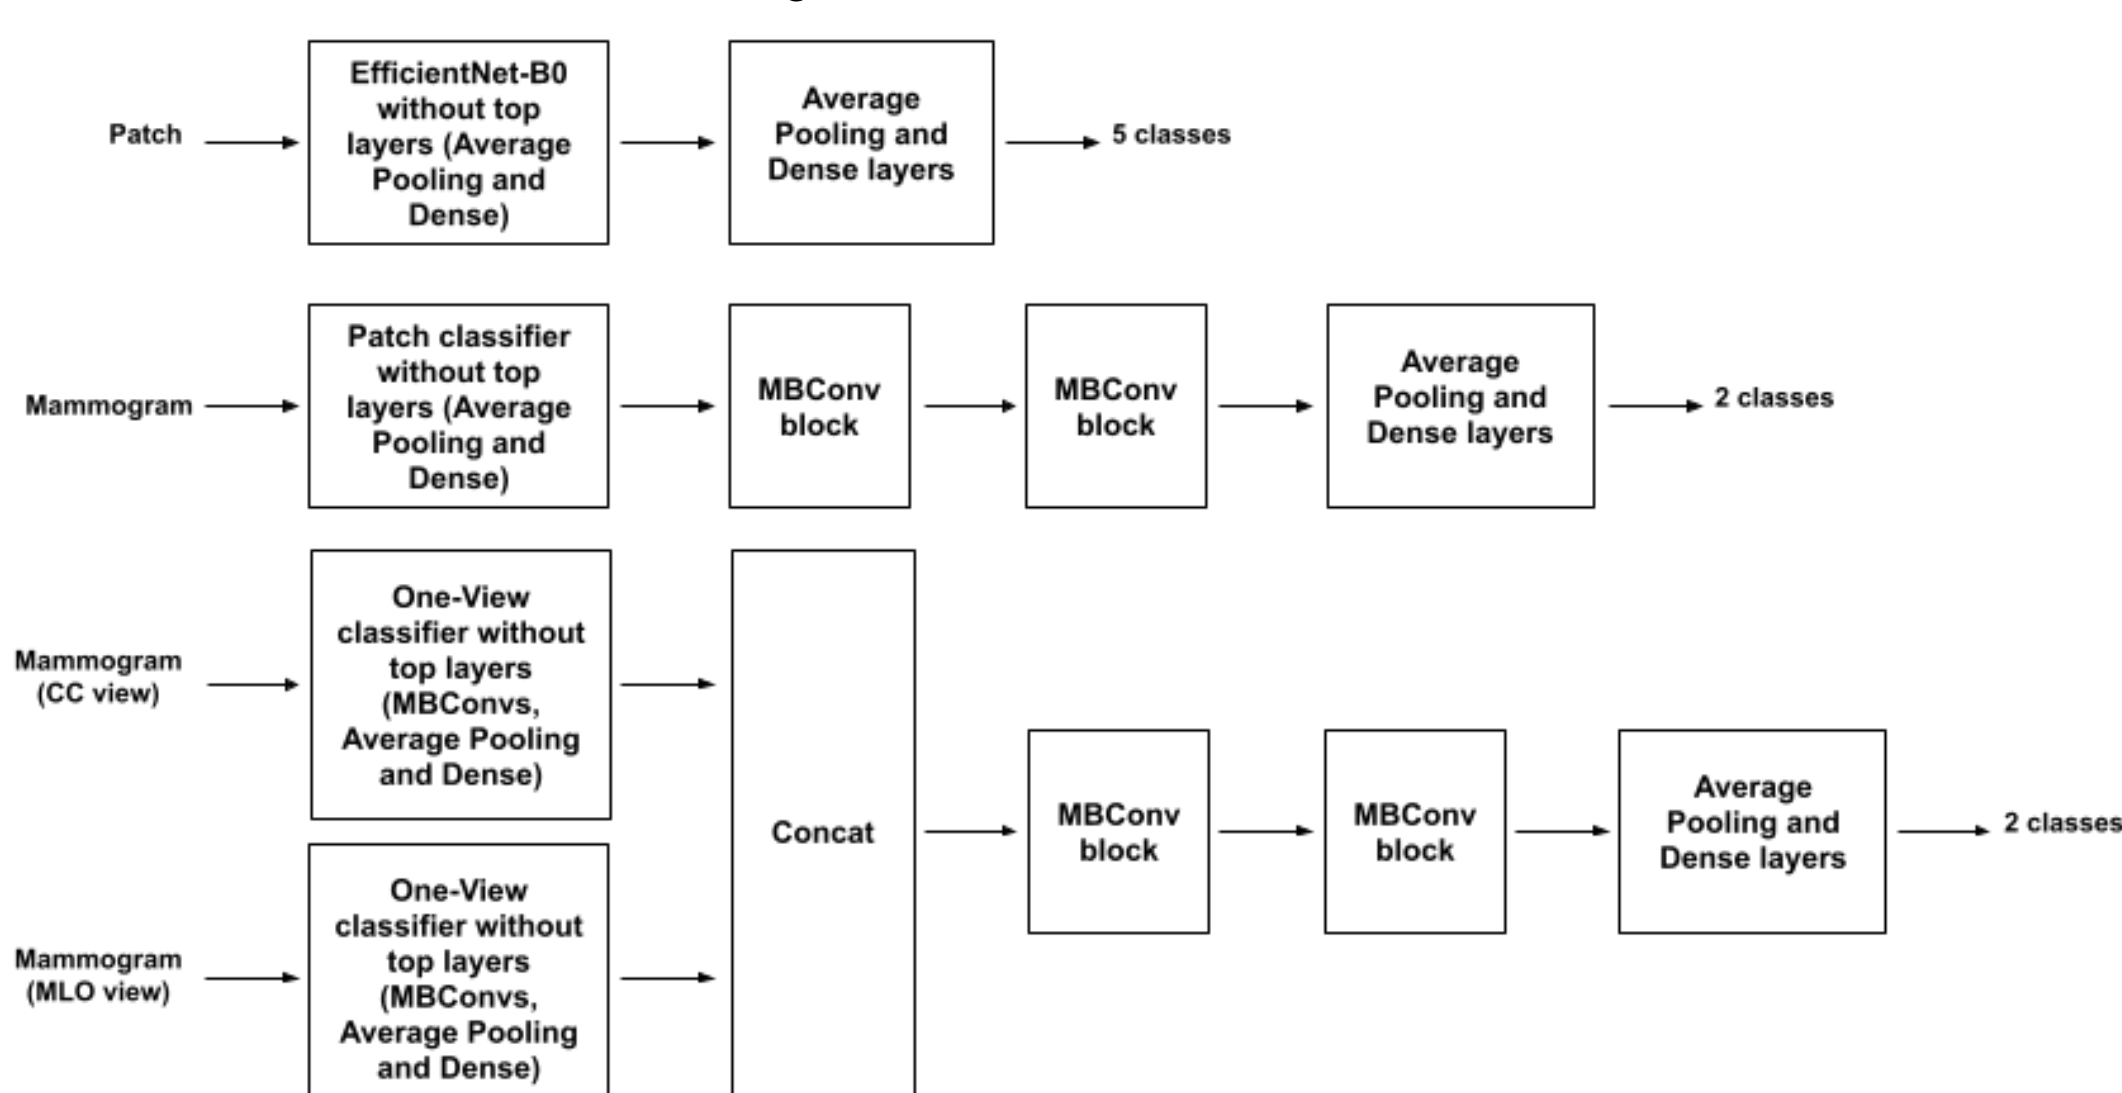 Patch
EfficientNet-B0
without top
layers (Average
Pooling and
Dense)
Average
Pooling and
Dense layers
5 classes
Mammogram
Patch classifier
without top
layers (Average
Pooling and
Dense)
MBConv
block
MBConv
block
Average
Pooling and
Dense layers
2 classes
Mammogram
(CC view)
One-View
classifier without
top layers
(MBConvs,
Average Pooling
and Dense)
Mammogram
(MLO view)
One-View
classifier without
top layers
(MBConvs,
Average Pooling
and Dense)
Concat
MBConv
block
MBConv
block
Average
Pooling and
Dense layers
2 classes